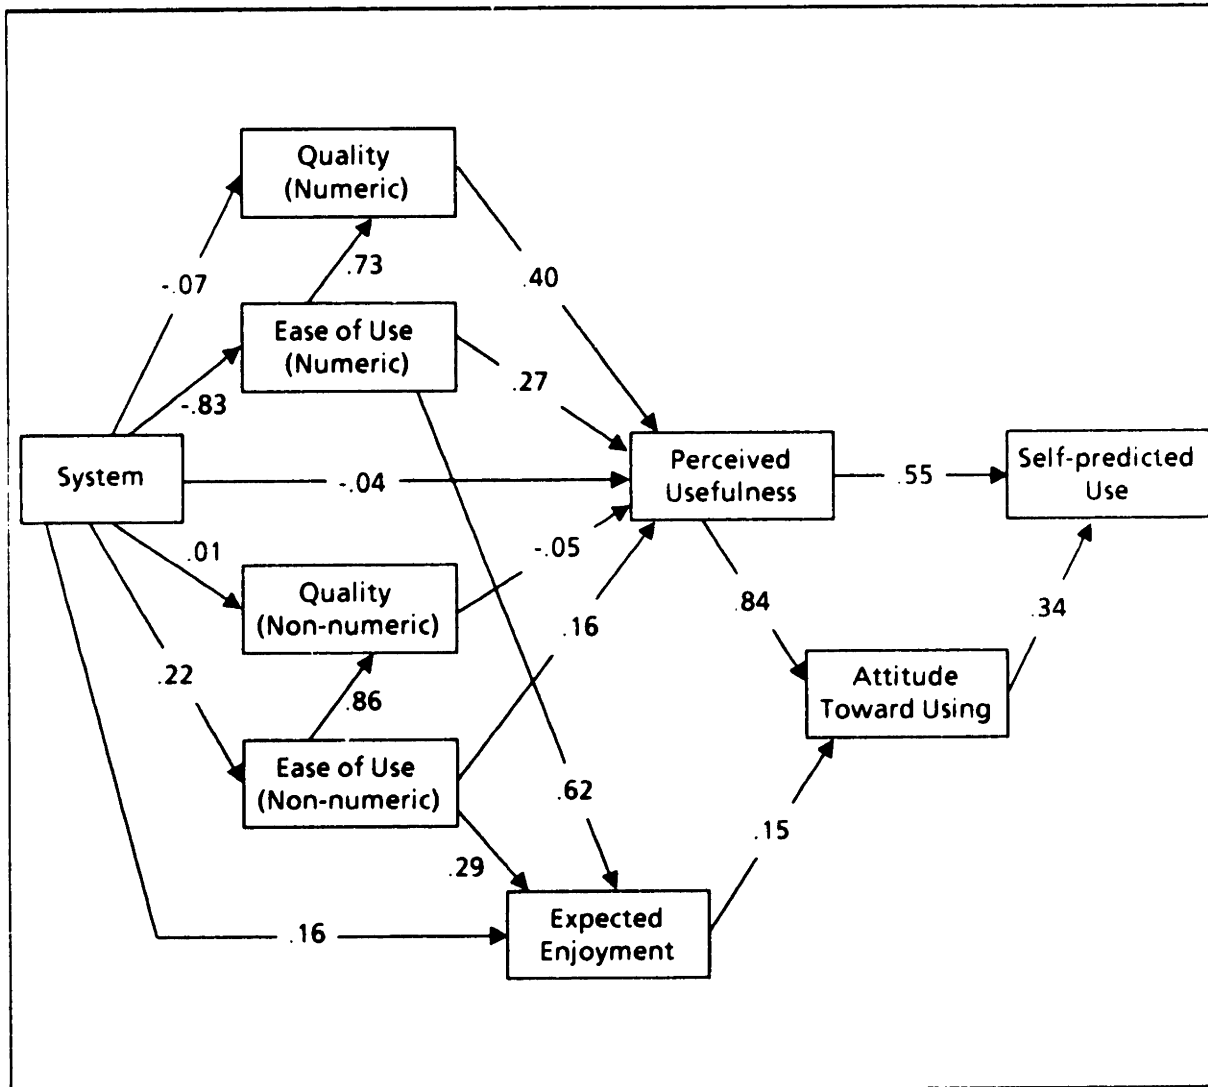 Quality
(Numeric)
-.07
.73
.40
Ease of Use
(Numeric)
.27
-.83
System
-.04
Perceived
Usefulness
.55
Self-predicted
Use
.01
-.05
Quality
(Non-numeric)
.16
.84
.34
.22
.86
Attitude
Toward Using
Ease of Use
(Non-numeric)
.62
.15
.29
.16
Expected
Enjoyment